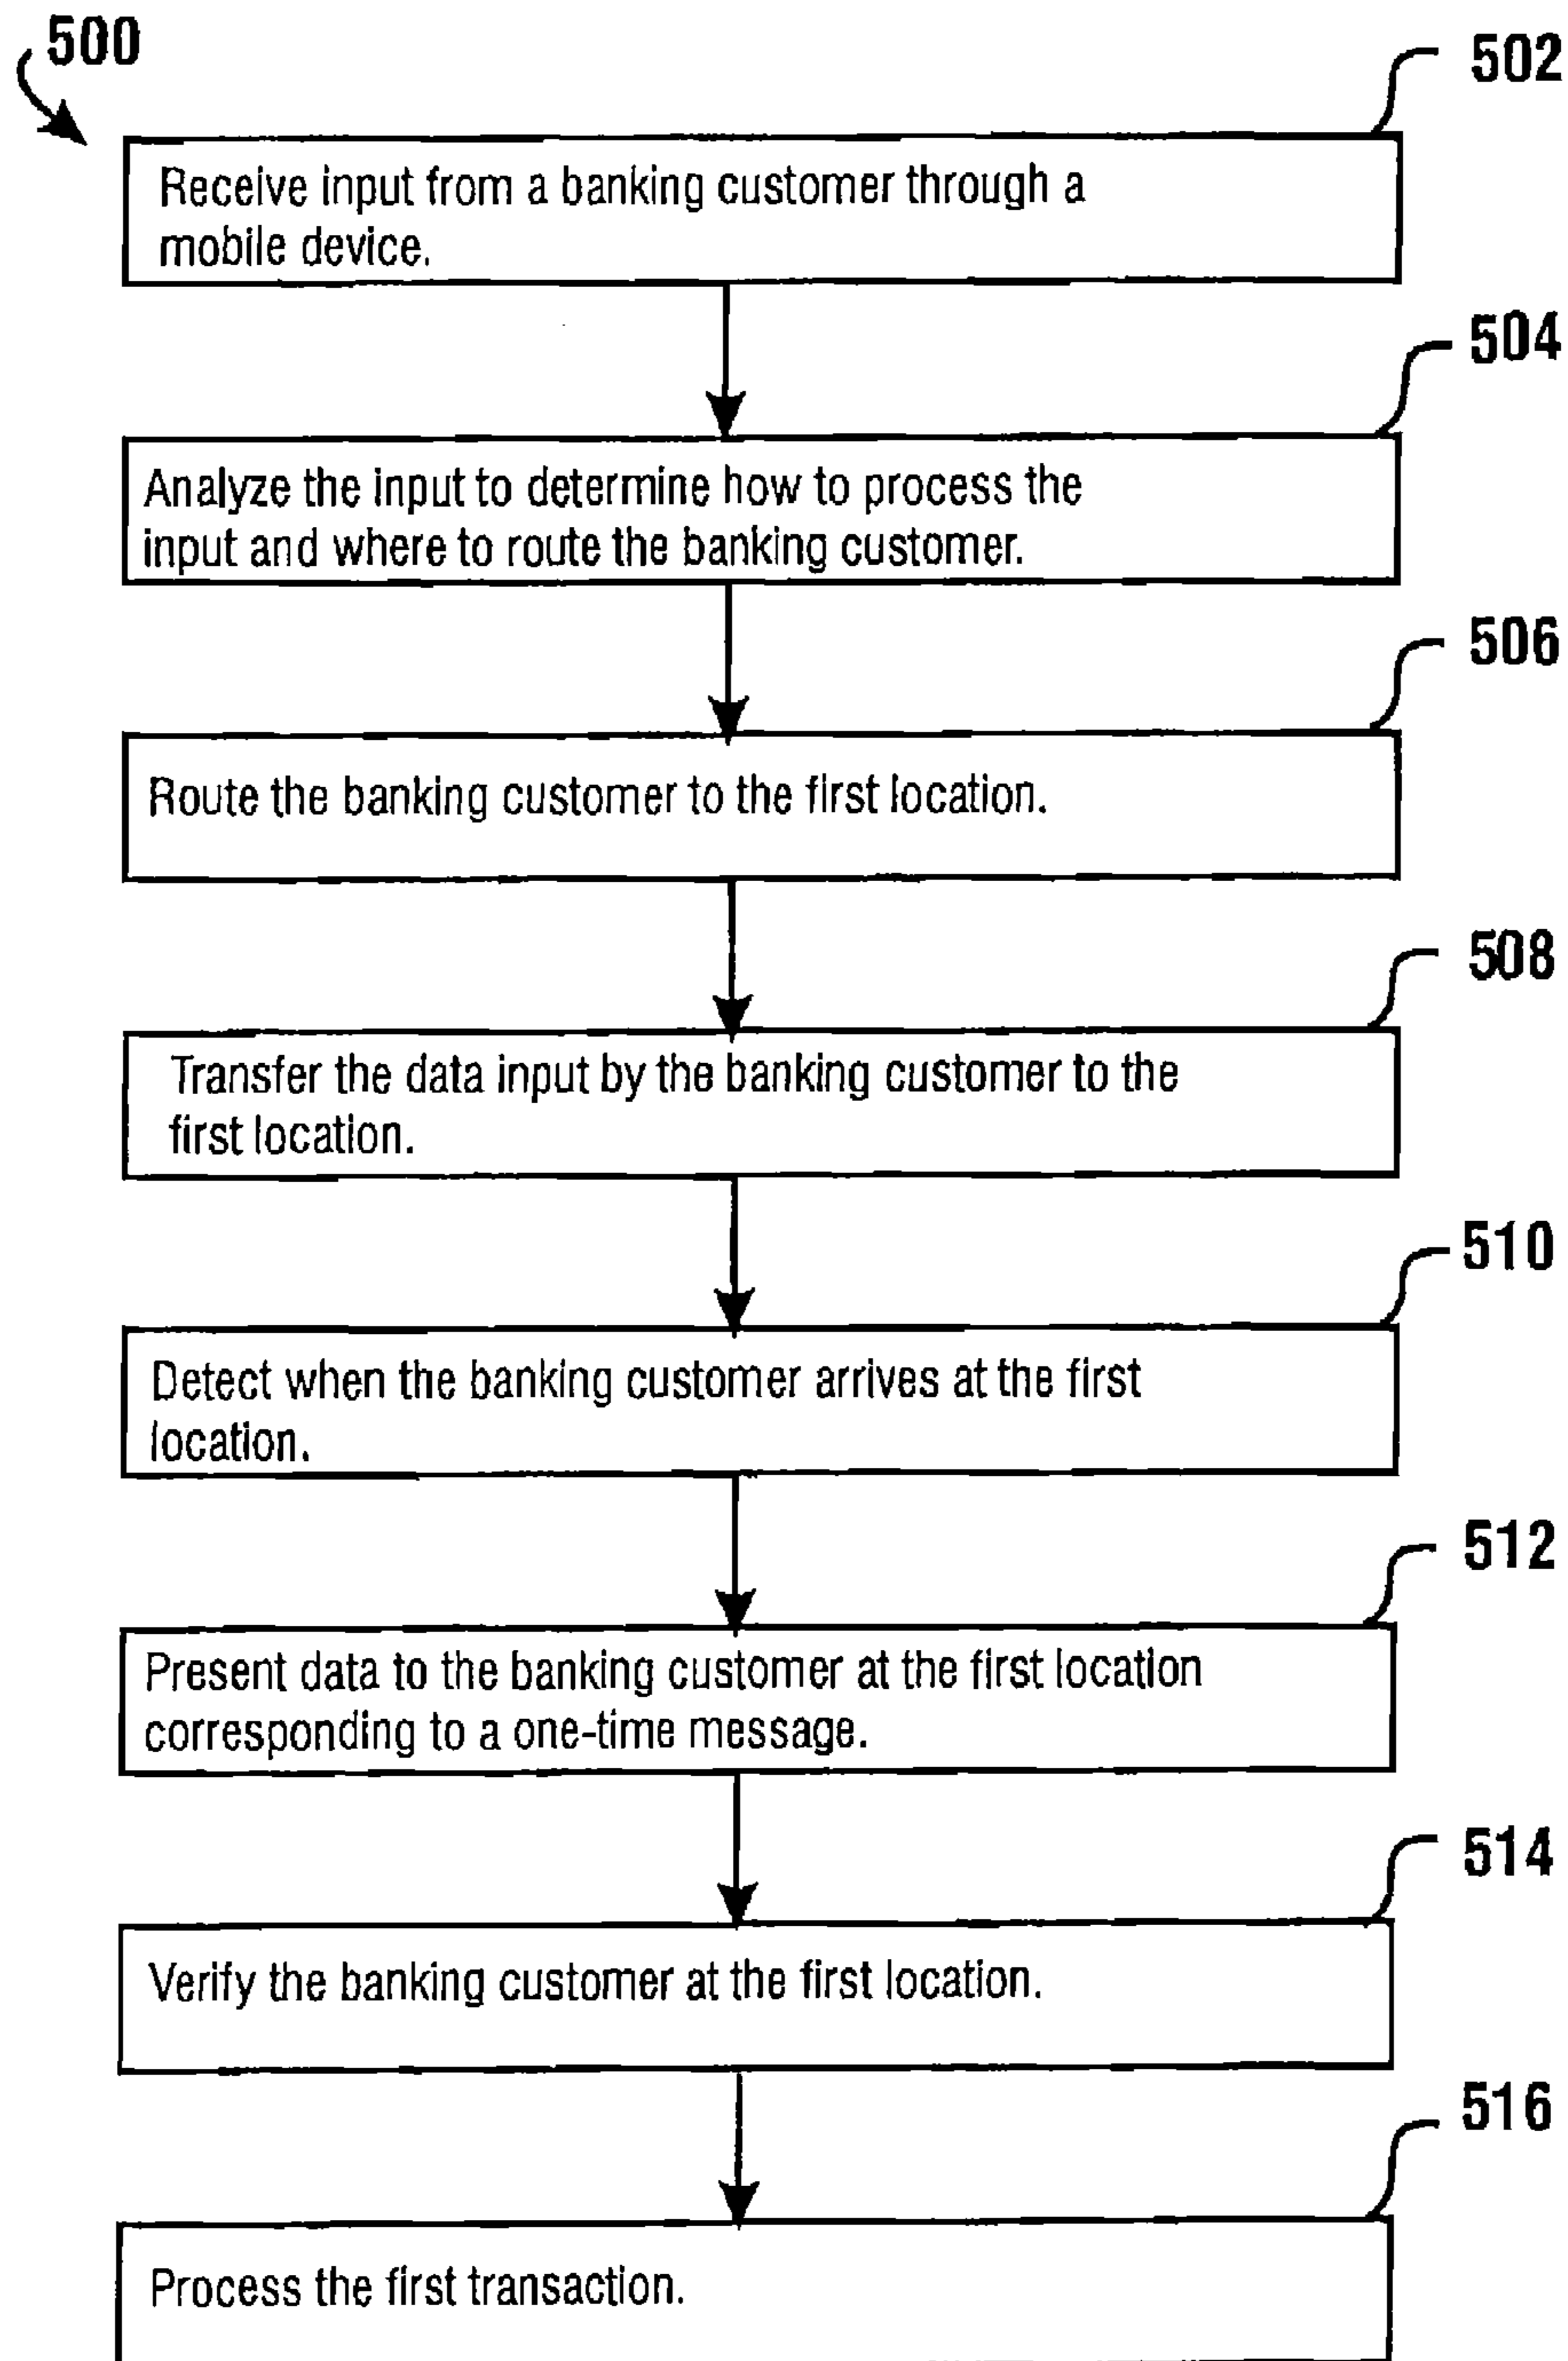 500
502
Receive input from a banking customer through a
mobile device.
504
Analyze the input to determine how to process the
input and where to route the banking customer.
506
Route the banking customer to the first location.
508
Transfer the data input by the banking customer to the
first location.
510
Detect when the banking customer arrives at the first
location.
512
Present data to the banking customer at the first location
corresponding to a one-time message.
514
Verify the banking customer at the first location.
516
Process the first transaction.